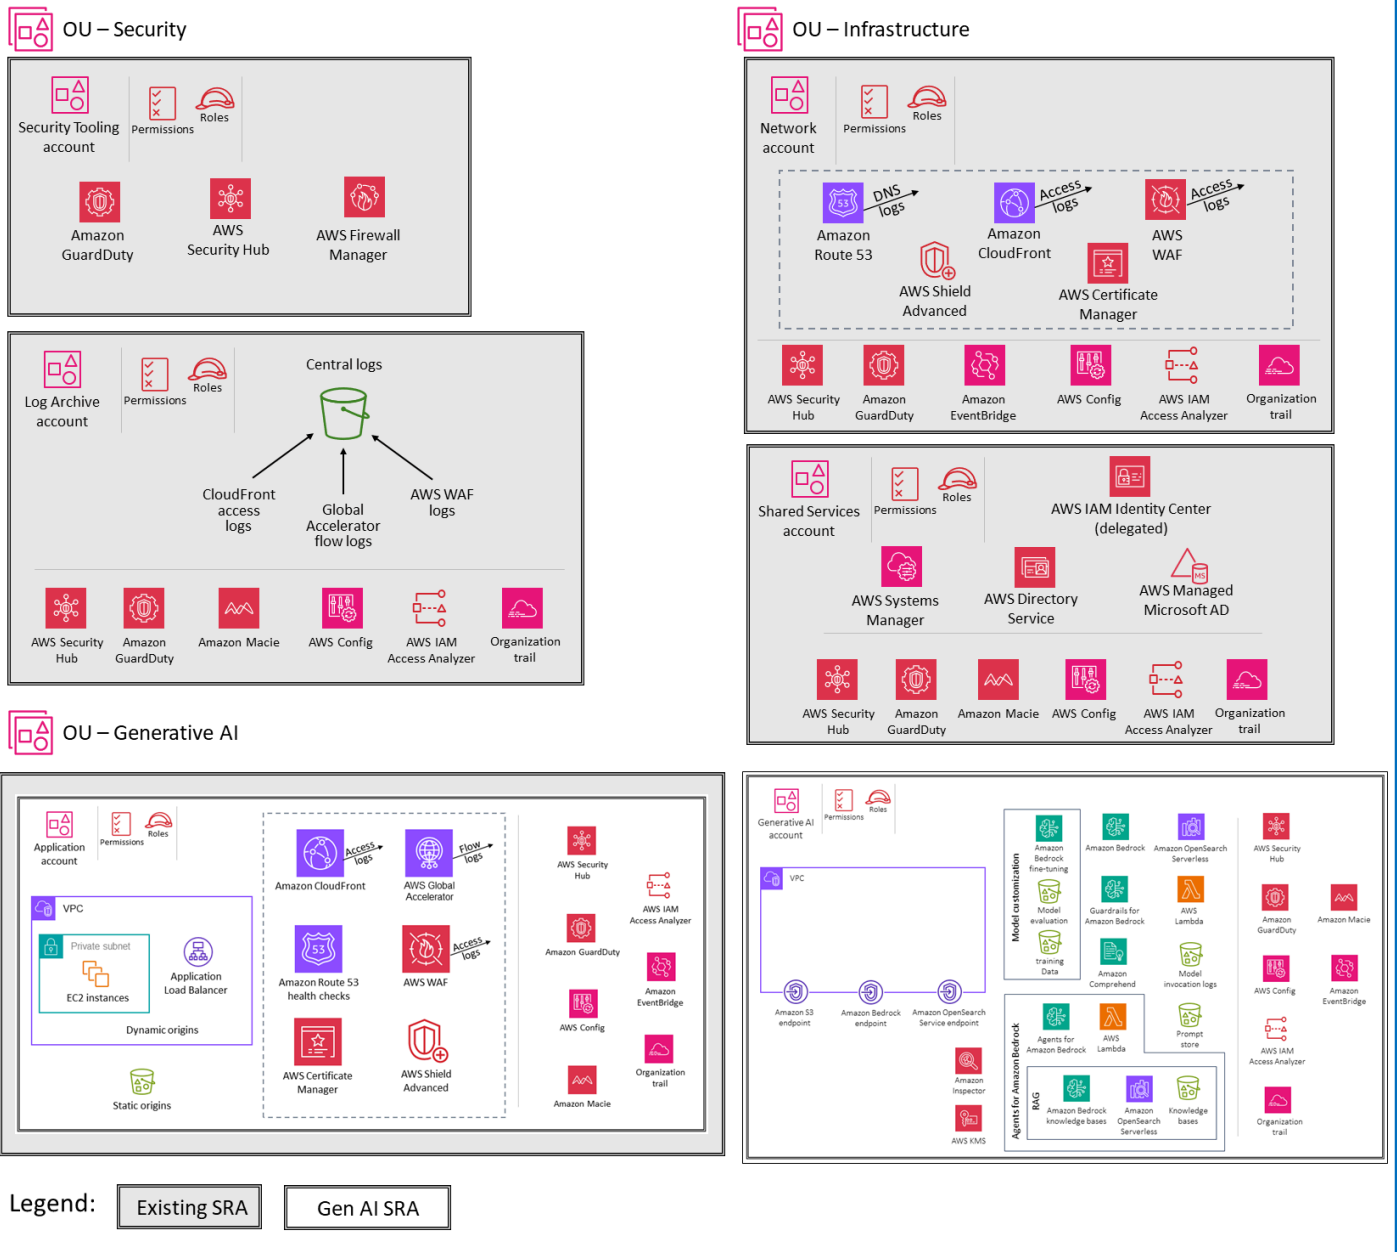 OU – Security
Security Tooling
account
Permissions
Roles
Amazon
GuardDuty
AWS
Security Hub
AWS Firewall
Manager
Log Archive
account
Permissions
Roles
Central logs
CloudFront
access
logs
Global
Accelerator
flow logs
AWS WAF
logs
AWS Security
Hub
Amazon
GuardDuty
Amazon Macie
AWS Config
AWS IAM
Access Analyzer
Organization
trail
OU – Infrastructure
Network
account
Permissions
Roles
53
DNS
logs
Amazon
Route 53
Access
logs
Amazon
CloudFront
Access
logs
AWS
WAF
AWS Shield
Advanced
AWS Certificate
Manager
AWS Security
Hub
Amazon
GuardDuty
Amazon
EventBridge
AWS Config
AWS IAM
Access Analyzer
Organization
trail
Shared Services
account
Permissions
Roles
AWS IAM Identity Center
(delegated)
AWS Systems
Manager
AWS Directory
Service
MS
AWS Managed
Microsoft AD
AWS Security
Hub
Amazon
GuardDuty
Amazon Macie
AWS Config
AWS IAM
Access Analyzer
Organization
trail
OU – Generative AI
Application
account
Permissions
Roles
VPC
Private subnet
EC2 instances
Application
Load Balancer
Dynamic origins
Static origins
Access
logs
Amazon CloudFront
Flow
logs
AWS Global
Accelerator
53
Amazon Route 53
health checks
Access
logs
AWS WAF
AWS Certificate
Manager
AWS Shield
Advanced
AWS Security
Hub
AWS IAM
Access Analyzer
Amazon GuardDuty
Amazon
EventBridge
AWS Config
Organization
trail
Amazon Macie
Generative AI
account
Permissions
Roles
VPC
Amazon S3
endpoint
Amazon Bedrock
endpoint
Amazon OpenSearch
Service endpoint
Amazon
Inspector
AWS KMS
Model customization
Amazon
Bedrock
fine-tuning
Model
evaluation
training
Data
Amazon Bedrock
Amazon OpenSearch
Serverless
Guardrails for
Amazon Bedrock
AWS
Lambda
Amazon
Comprehend
Model
invocation logs
Prompt
store
Agents for Amazon Bedrock
Agents for
Amazon Bedrock
AWS
Lambda
RAG
Amazon Bedrock
knowledge bases
Amazon
OpenSearch
Serverless
Knowledge
bases
AWS Security
Hub
Amazon
GuardDuty
Amazon Macie
AWS Config
Amazon
EventBridge
AWS IAM
Access Analyzer
Organization
trail
Legend:
Existing SRA
Gen AI SRA